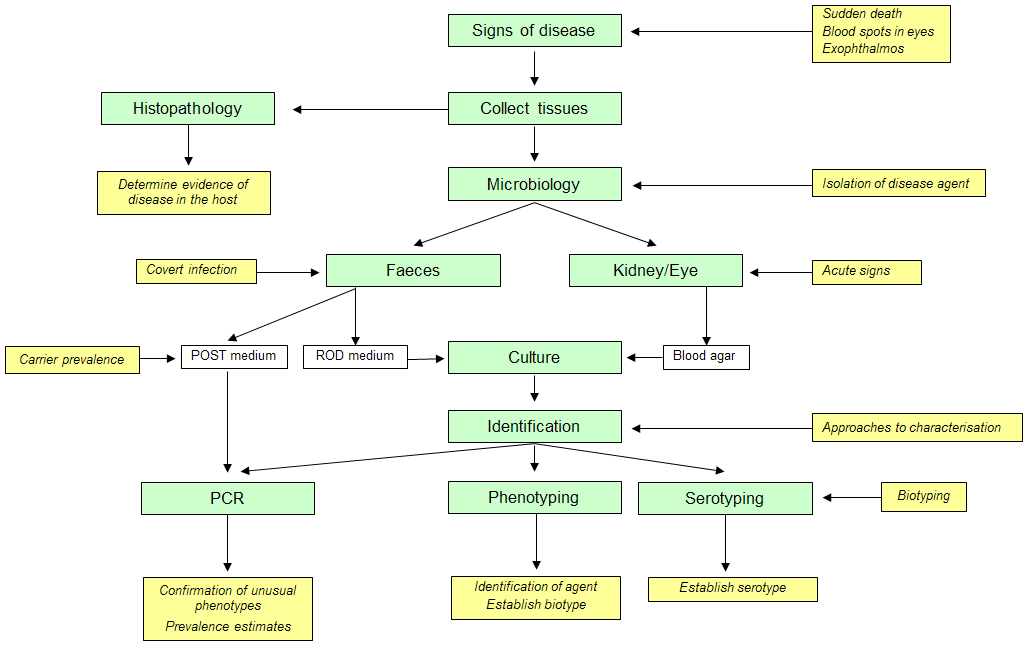 Signs of disease
Sudden death
Blood spots in eyes
Exophthalmos
Histopathology
Collect tissues
Determine evidence of
disease in the host
Microbiology
Isolation of disease agent
Covert infection
Faeces
Kidney/Eye
Acute signs
Carrier prevalence
POST medium
ROD medium
Culture
Blood agar
Identification
Approaches to characterisation
PCR
Phenotyping
Serotyping
Biotyping
Confirmation of unusual
phenotypes
Prevalence estimates
Identification of agent
Establish biotype
Establish serotype